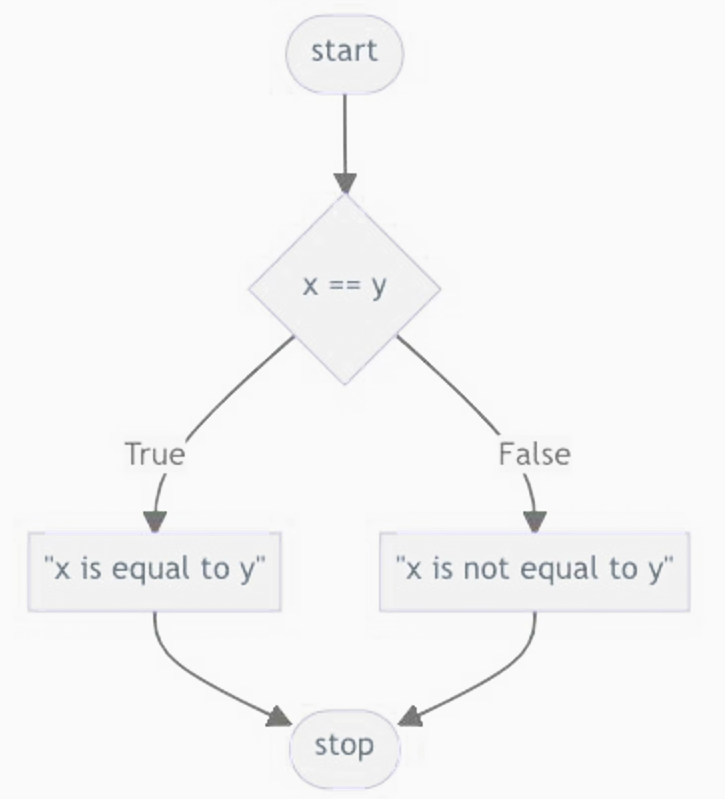 start
x == y
True
False
"x is equal to y"
"x is not equal to y"
stop